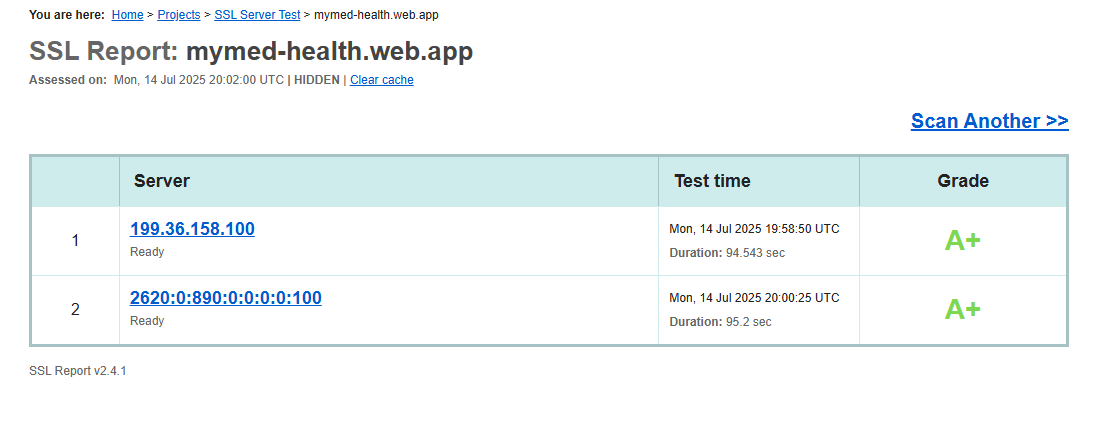 You are here: Home > Projects > SSL Server Test > mymed-health.web.app
SSL Report: mymed-health.web.app
Assessed on: Mon, 14 Jul 2025 20:02:00 UTC | HIDDEN | Clear cache
Scan Another >>
Server Test time Grade
1 199.36.158.100 Ready Mon, 14 Jul 2025 19:58:50 UTC Duration: 94.543 sec A+
2 2620:0:890:0:0:0:0:100 Ready Mon, 14 Jul 2025 20:00:25 UTC Duration: 95.2 sec A+
SSL Report v2.4.1